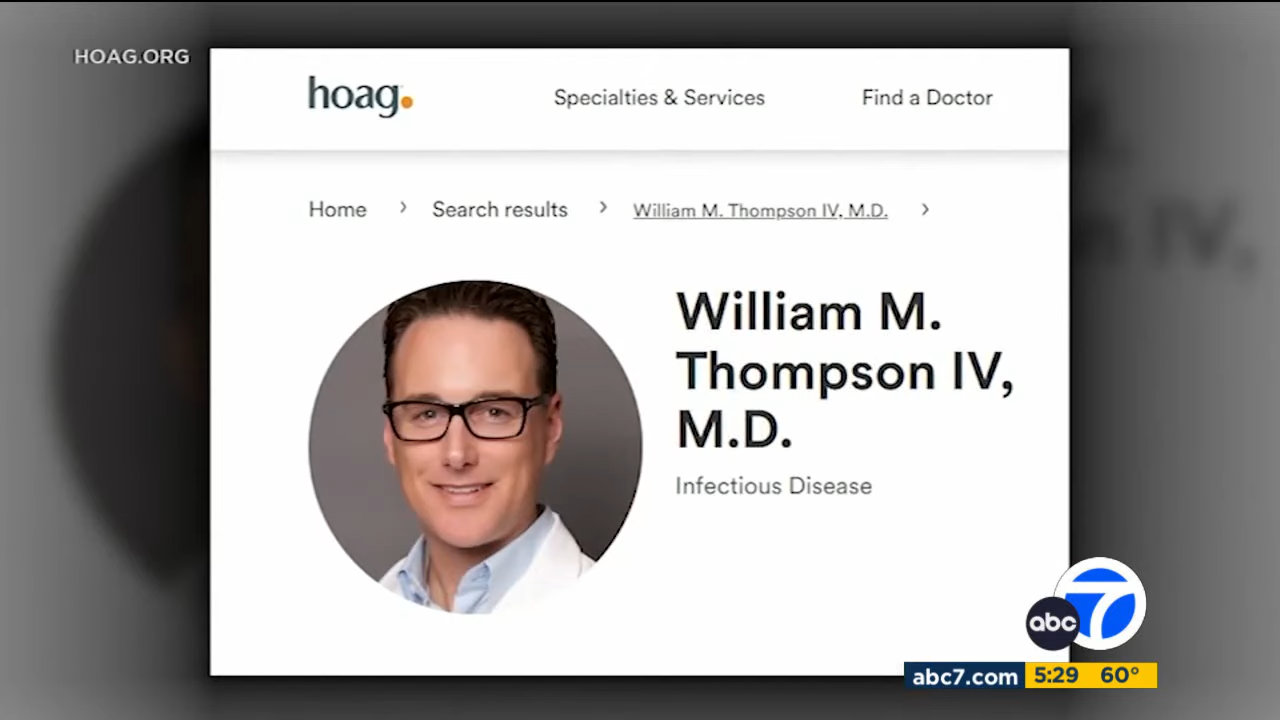 HOAG.ORG
hoag.
Specialties & Services
Find a Doctor
Home > Search results > William M. Thompson IV, M.D. >
William M.
Thompson IV,
M.D.
Infectious Disease
n IV,
abc 7
abc7.com 5:29 60°